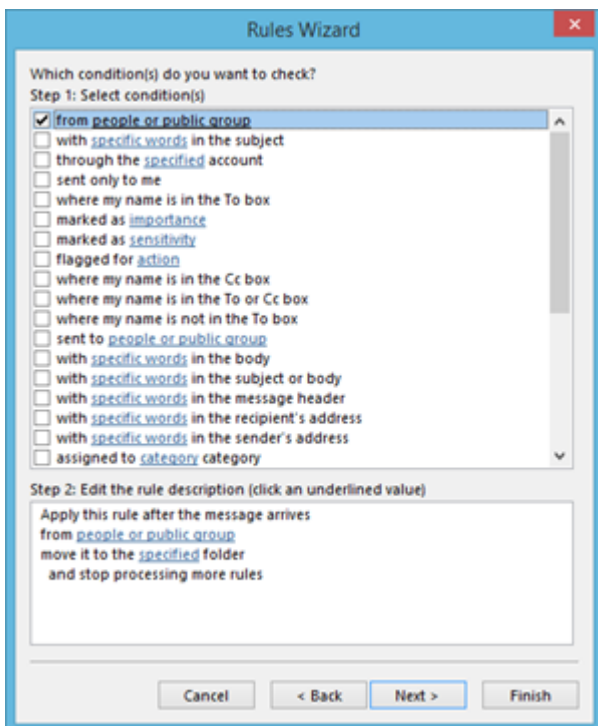 Rules Wizard
Which condition(s) do you want to check?
Step 1: Select condition(s)
from people or public group
with specific words in the subject
through the specified account
sent only to me
where my name is in the To box
marked as importance
marked as sensitivity
flagged for action
where my name is in the Cc box
where my name is in the To or Cc box
where my name is not in the To box
sent to people or public group
with specific words in the body
with specific words in the subject or body
with specific words in the message header
with specific words in the recipient's address
with specific words in the sender's address
assigned to category category
Step 2: Edit the rule description (click an underlined value)
Apply this rule after the message arrives
from people or public group
move it to the specified folder
and stop processing more rules
Cancel < Back Next > Finish